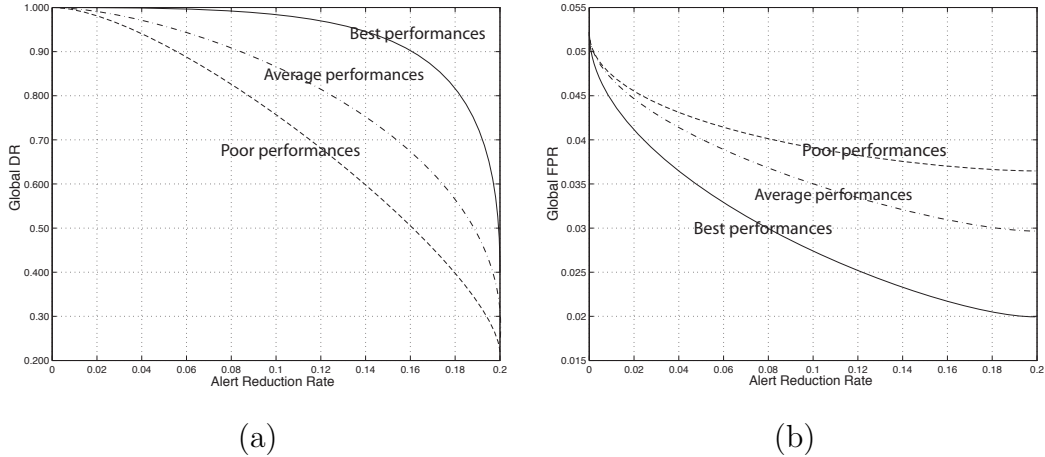 1.000
0.90
0.800
0.70
0.600
0.50
0.400
0.30
0.200
Global DR
Best performances
Average performances
Poor performances
0 0.02 0.04 0.06 0.08 0.1 0.12 0.14 0.16 0.18 0.2
Alert Reduction Rate
(a)
0.055
0.05
0.045
0.04
0.035
0.03
0.025
0.02
0.015
Global FPR
Poor performances
Average performances
Best performances
0 0.02 0.04 0.06 0.08 0.1 0.12 0.14 0.16 0.18 0.2
Alert Reduction Rate
(b)